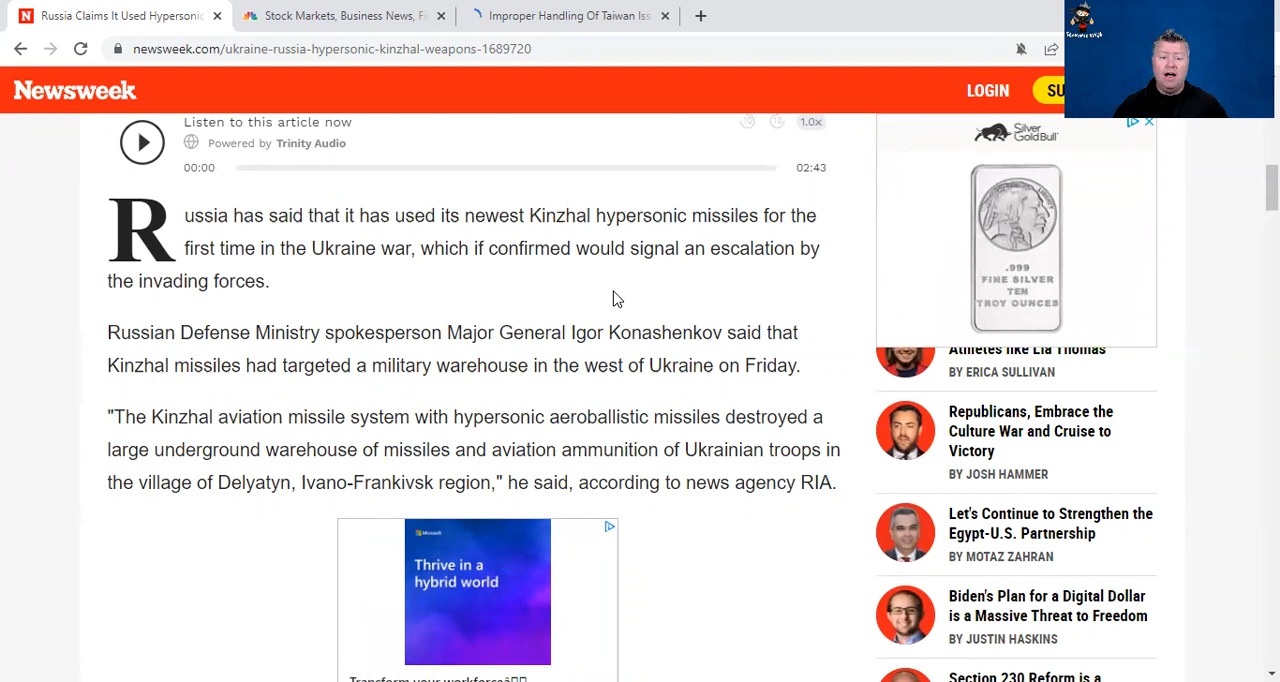 Russia Claims It Used Hypersonic
Stock Markets, Business News, Fi
Improper Handling Of Taiwan Iss
newsweek.com/ukraine-russia-hypersonic-kinzhal-weapons-1689720
Newsweek
LOGIN
SU
Listen to this article now
Powered by Trinity Audio
00:00
02:43
1.0x
Russia has said that it has used its newest Kinzhal hypersonic missiles for the
first time in the Ukraine war, which if confirmed would signal an escalation by
the invading forces.
Russian Defense Ministry spokesperson Major General Igor Konashenkov said that
Kinzhal missiles had targeted a military warehouse in the west of Ukraine on Friday.
"The Kinzhal aviation missile system with hypersonic aeroballistic missiles destroyed a
large underground warehouse of missiles and aviation ammunition of Ukrainian troops in
the village of Delyatyn, Ivano-Frankivsk region," he said, according to news agency RIA.
Microsoft
Thrive in a
hybrid world
Silver
Gold Bull
.999
FINE SILVER
TEN
TROY OUNCES
Athletes like Lia Thomas
BY ERICA SULLIVAN
Republicans, Embrace the
Culture War and Cruise to
Victory
BY JOSH HAMMER
Let's Continue to Strengthen the
Egypt-U.S. Partnership
BY MOTAZ ZAHRAN
Biden's Plan for a Digital Dollar
is a Massive Threat to Freedom
BY JUSTIN HASKINS
Section 230 Reform is a